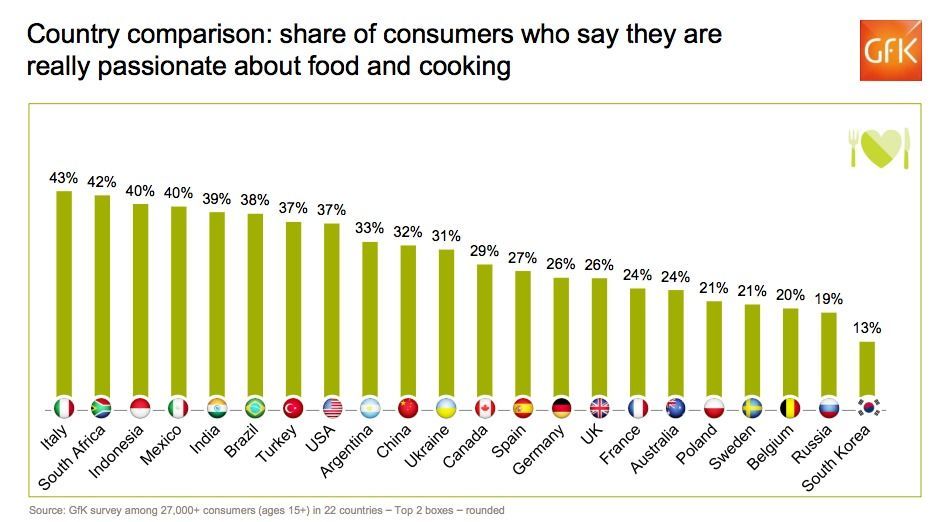 Country comparison: share of consumers who say they are
really passionate about food and cooking
GfK
43% 42% 40% 40% 39% 38% 37% 37% 33% 32% 31% 29% 27% 26% 26% 24% 24% 21% 21% 20% 19% 13%
Italy South Africa Indonesia Mexico India Brazil Turkey USA Argentina China Ukraine Canada Spain Germany UK France Australia Poland Sweden Belgium Russia South Korea
Source: GfK survey among 27,000+ consumers (ages 15+) in 22 countries – Top 2 boxes – rounded